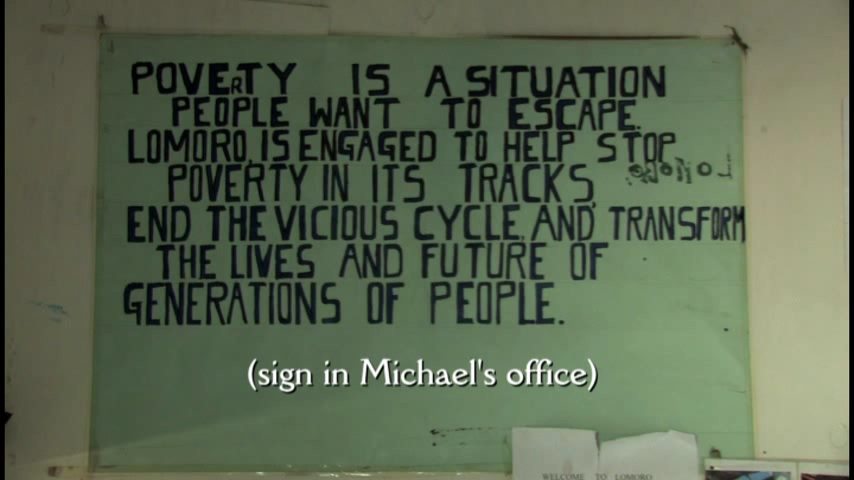 POVERTY IS A SITUATION
PEOPLE WANT TO ESCAPE.
LOMORO, IS ENGAGED TO HELP STOP
POVERTY IN ITS TRACKS,
END THE VICIOUS CYCLE, AND TRANSFORM
THE LIVES AND FUTURE OF
GENERATIONS OF PEOPLE.
(sign in Michael's office)
WELCOME TO LOMORO